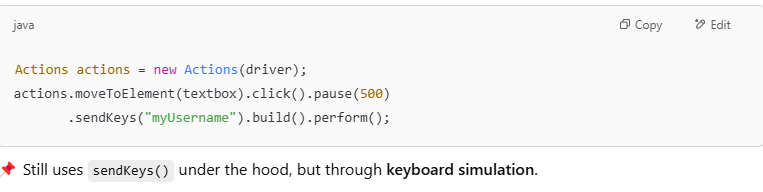 java Copy Edit
Actions actions = new Actions(driver);
actions.moveToElement(textbox).click().pause(500)
.sendKeys("myUsername").build().perform();
📌 Still uses sendKeys() under the hood, but through keyboard simulation.